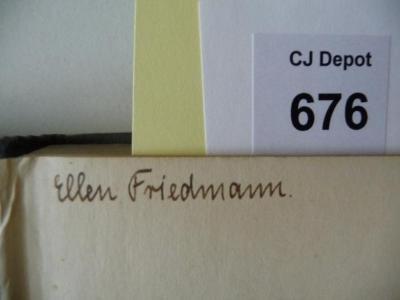 CJ Depot
676
Ellen Friedmann.